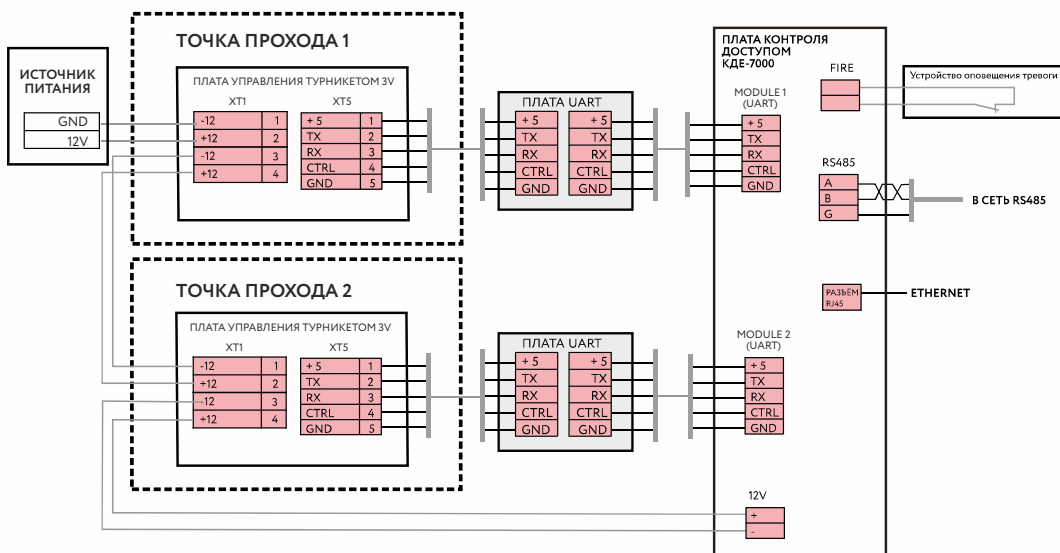 ИСТОЧНИК
ПИТАНИЯ
GND
12V
ТОЧКА ПРОХОДА 1
ПЛАТА УПРАВЛЕНИЯ ТУРНИКЕТОМ 3V
XT1
-12 1
+12 2
-12 3
+12 4
XT5
+ 5 1
TX 2
RX 3
CTRL 4
GND 5
ПЛАТА UART
+ 5 + 5
TX TX
RX RX
CTRL CTRL
GND GND
ПЛАТА КОНТРОЛЯ
ДОСТУПОМ
КДЕ-7000
MODULE 1
(UART)
+ 5
TX
RX
CTRL
GND
FIRE
Устройство оповещения тревоги
RS485
A
B
G
В СЕТЬ RS485
РАЗЪЁМ
RJ45
ETHERNET
ТОЧКА ПРОХОДА 2
ПЛАТА УПРАВЛЕНИЯ ТУРНИКЕТОМ 3V
XT1
-12 1
+12 2
-12 3
+12 4
XT5
+ 5 1
TX 2
RX 3
CTRL 4
GND 5
ПЛАТА UART
+ 5 + 5
TX TX
RX RX
CTRL CTRL
GND GND
MODULE 2
(UART)
+ 5
TX
RX
CTRL
GND
12V
+
-